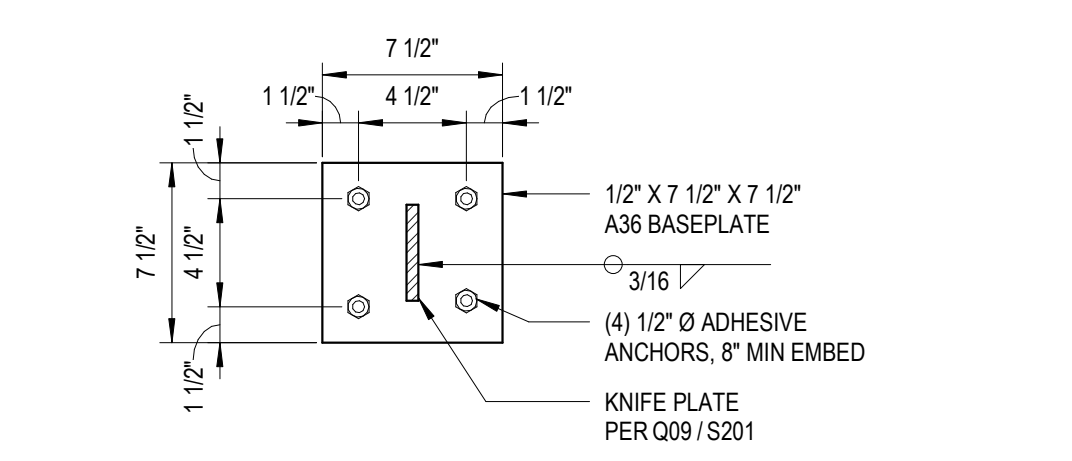 7 1/2"
1 1/2"
4 1/2"
1 1/2"
1 1/2"
7 1/2"
4 1/2"
1 1/2"
1/2" X 7 1/2" X 7 1/2"
A36 BASEPLATE
3/16
(4) 1/2" Ø ADHESIVE
ANCHORS, 8" MIN EMBED
KNIFE PLATE
PER Q09 / S201